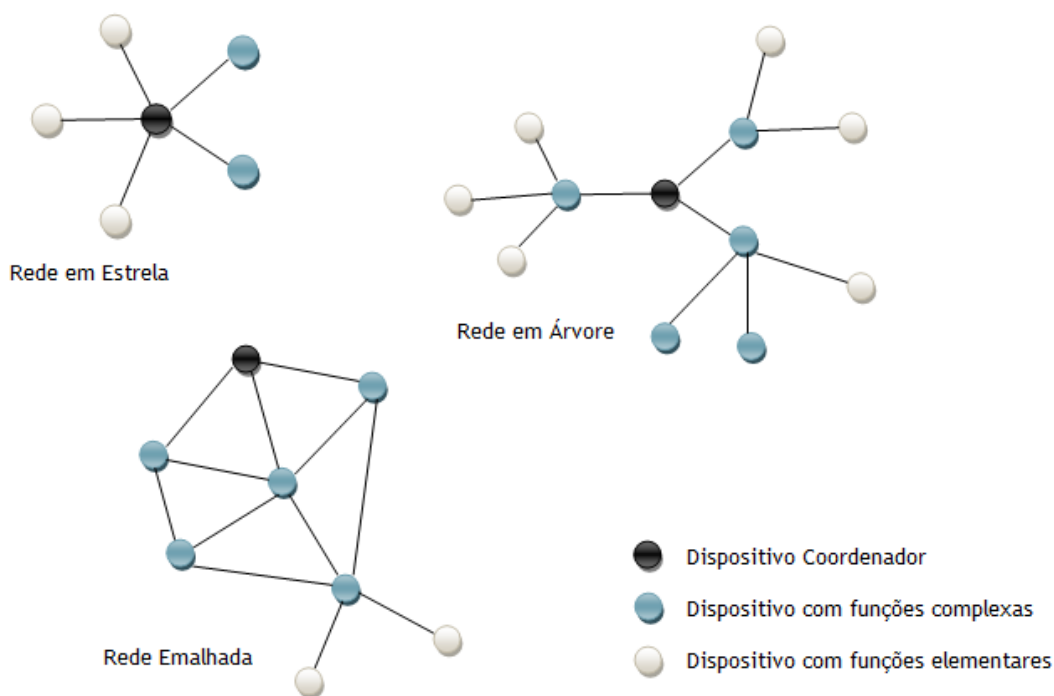 Rede em Estrela
Rede em Árvore
Rede Emalhada
Dispositivo Coordenador
Dispositivo com funções complexas
Dispositivo com funções elementares